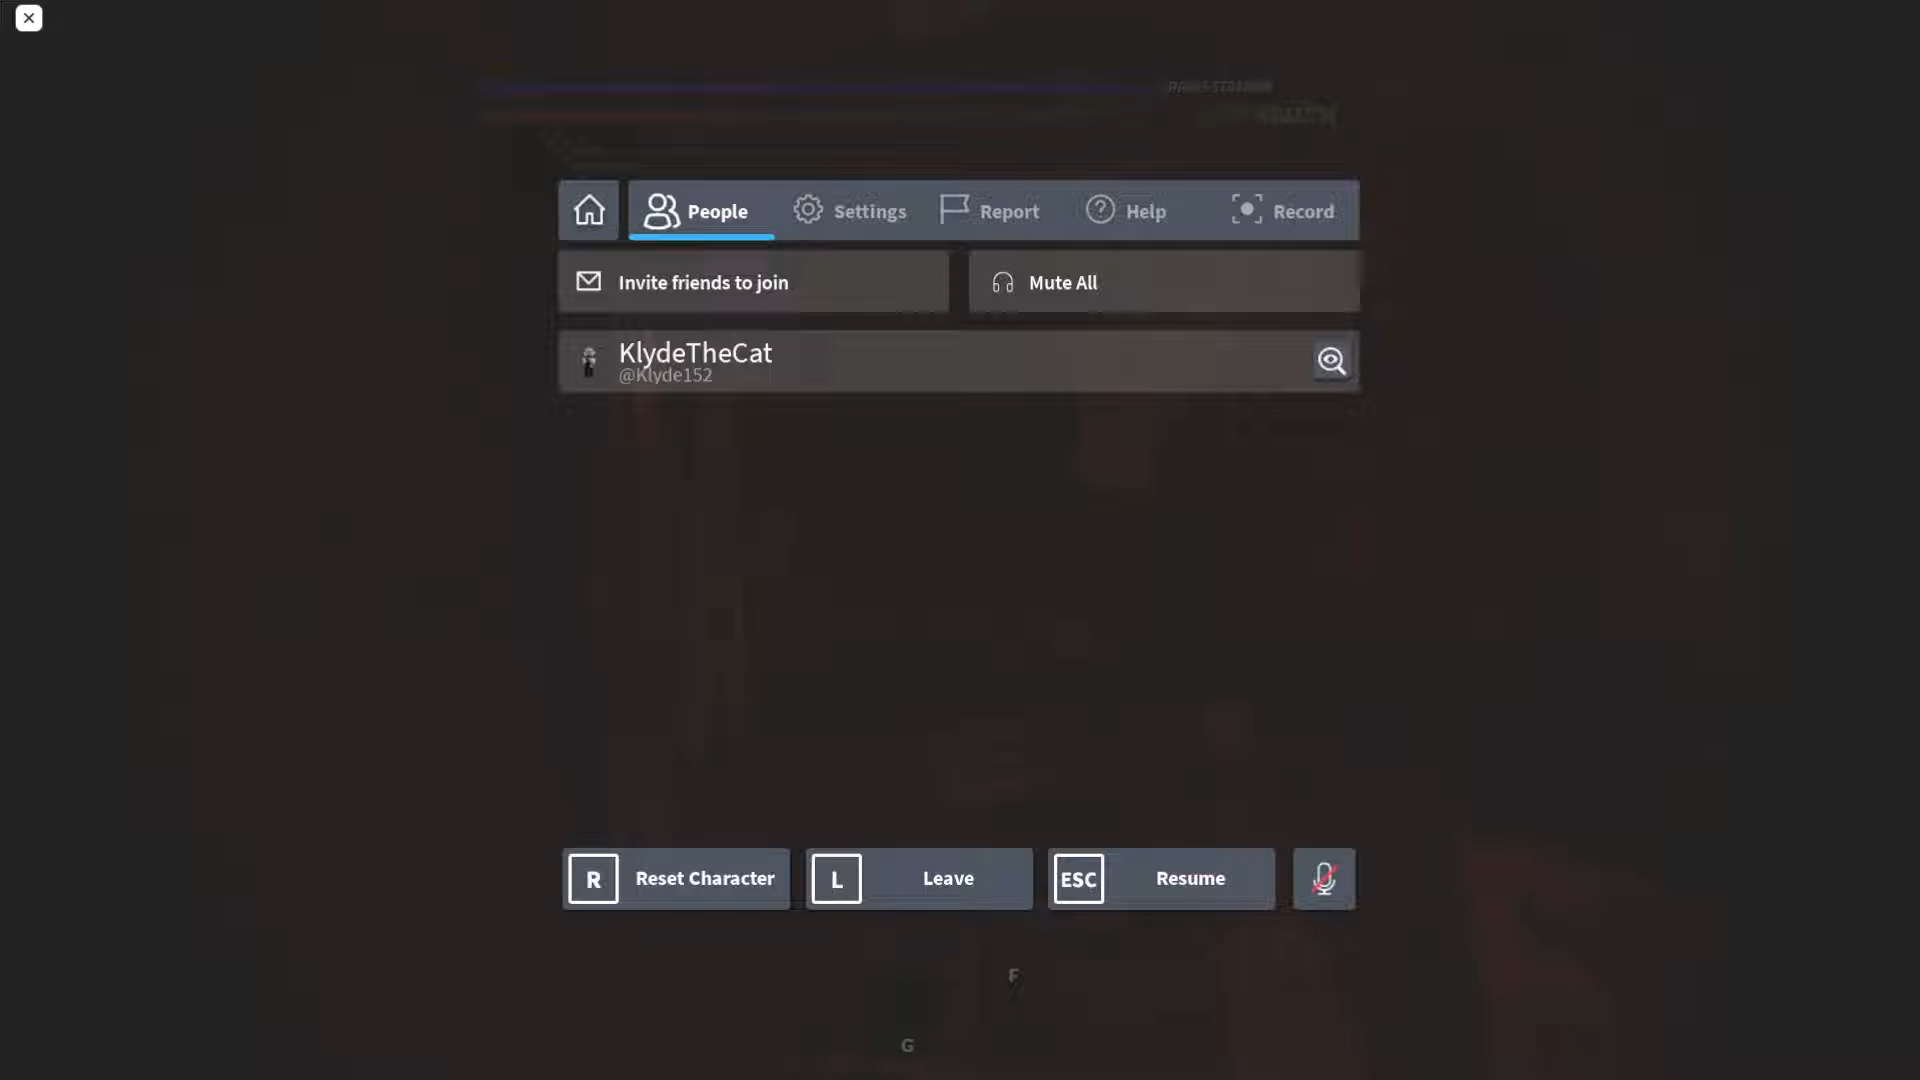 People
Settings
Report
Help
Record
Invite friends to join
Mute All
KlydeTheCat
@Klyde152
R
Reset Character
L
Leave
ESC
Resume
F
G